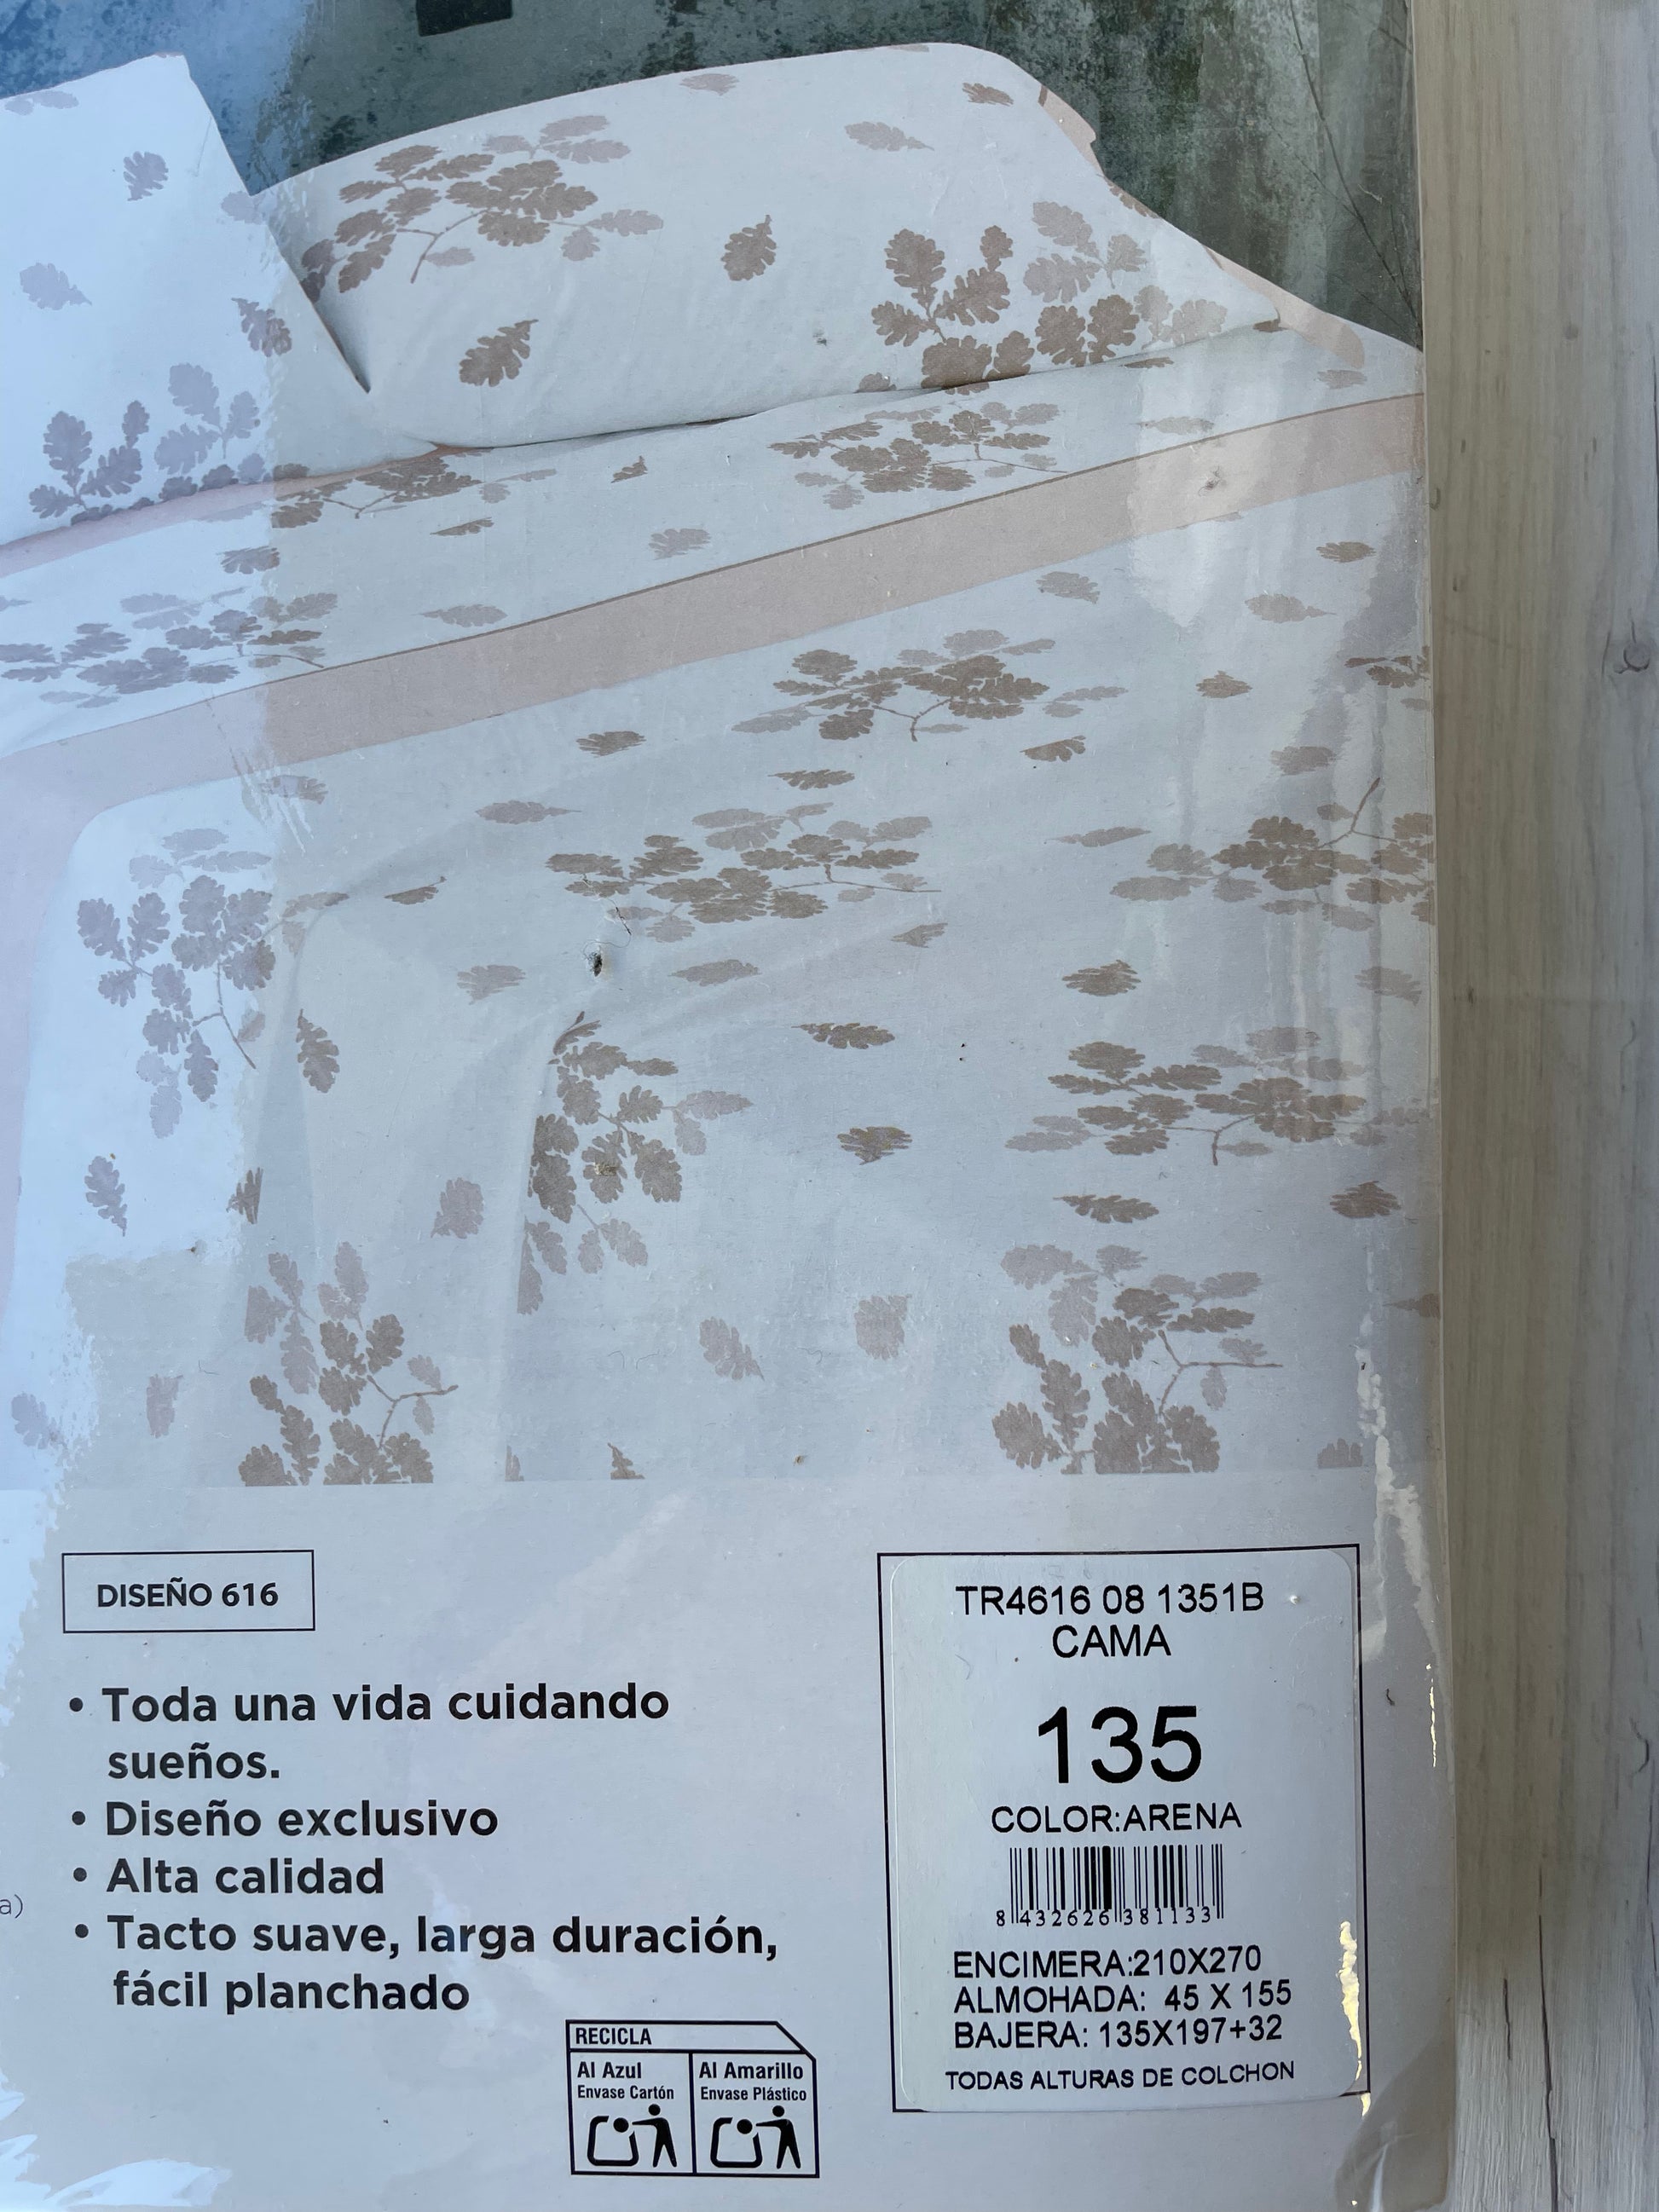 DISEÑO 616
• Toda una vida cuidando
sueños.
• Diseño exclusivo
• Alta calidad
• Tacto suave, larga duración,
fácil planchado
a)
RECICLA
Al Azul
Envase Cartón
Al Amarillo
Envase Plástico
TR4616 08 1351B
CAMA
135
COLOR:ARENA
8 432626 381133
ENCIMERA:210X270
ALMOHADA: 45 X 155
BAJERA: 135X197+32
TODAS ALTURAS DE COLCHON